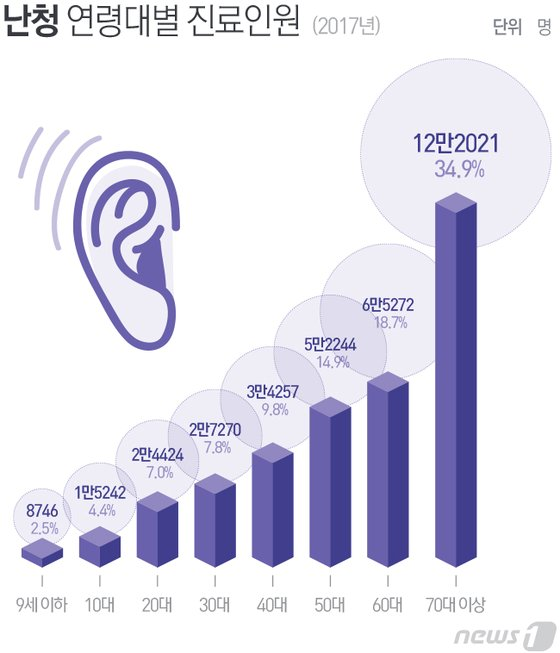 난청 연령대별 진료인원 (2017년)
단위 명
12만2021
34.9%
6만5272
18.7%
5만2244
14.9%
3만4257
9.8%
2만7270
7.8%
2만4424
7.0%
1만5242
4.4%
8746
2.5%
9세 이하 10대 20대 30대 40대 50대 60대 70대 이상
news1